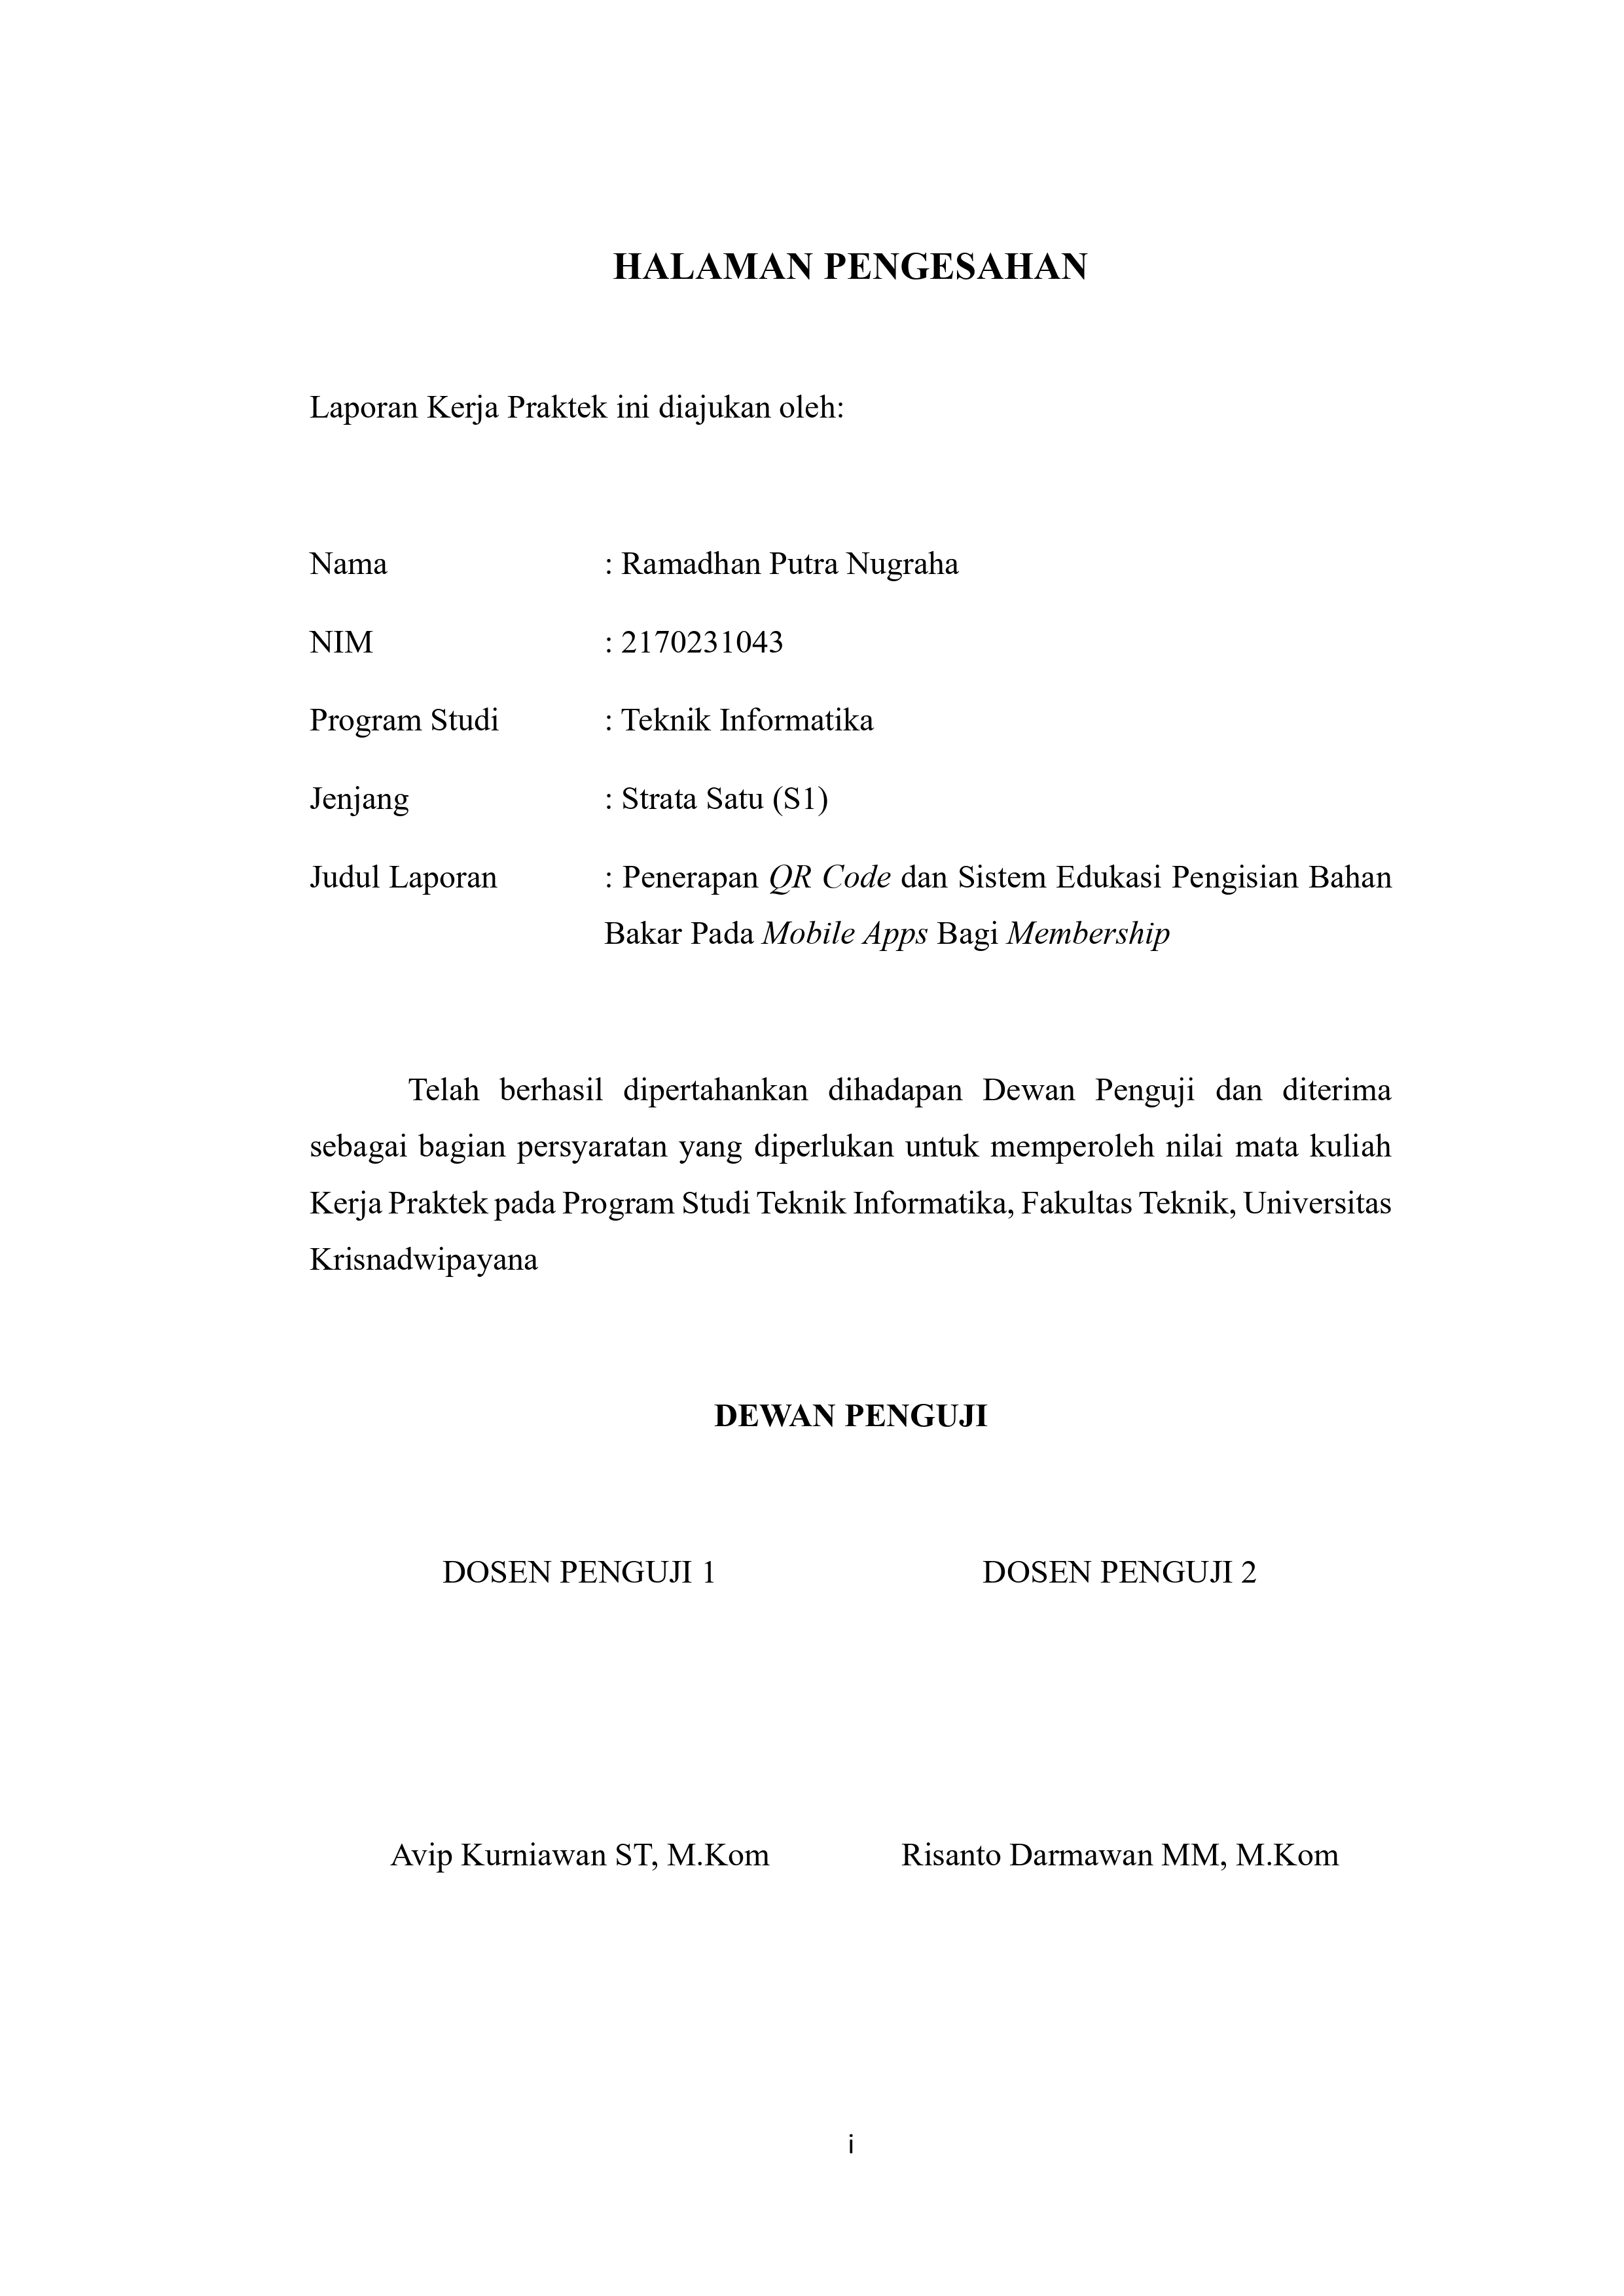 HALAMAN PENGESAHAN
Laporan Kerja Praktek ini diajukan oleh:
Nama : Ramadhan Putra Nugraha
NIM : 2170231043
Program Studi : Teknik Informatika
Jenjang : Strata Satu (S1)
Judul Laporan : Penerapan QR Code dan Sistem Edukasi Pengisian Bahan
Bakar Pada Mobile Apps Bagi Membership
Telah berhasil dipertahankan dihadapan Dewan Penguji dan diterima
sebagai bagian persyaratan yang diperlukan untuk memperoleh nilai mata kuliah
Kerja Praktek pada Program Studi Teknik Informatika, Fakultas Teknik, Universitas
Krisnadwipayana
DEWAN PENGUJI
DOSEN PENGUJI 1 DOSEN PENGUJI 2
Avip Kurniawan ST, M.Kom Risanto Darmawan MM, M.Kom
i